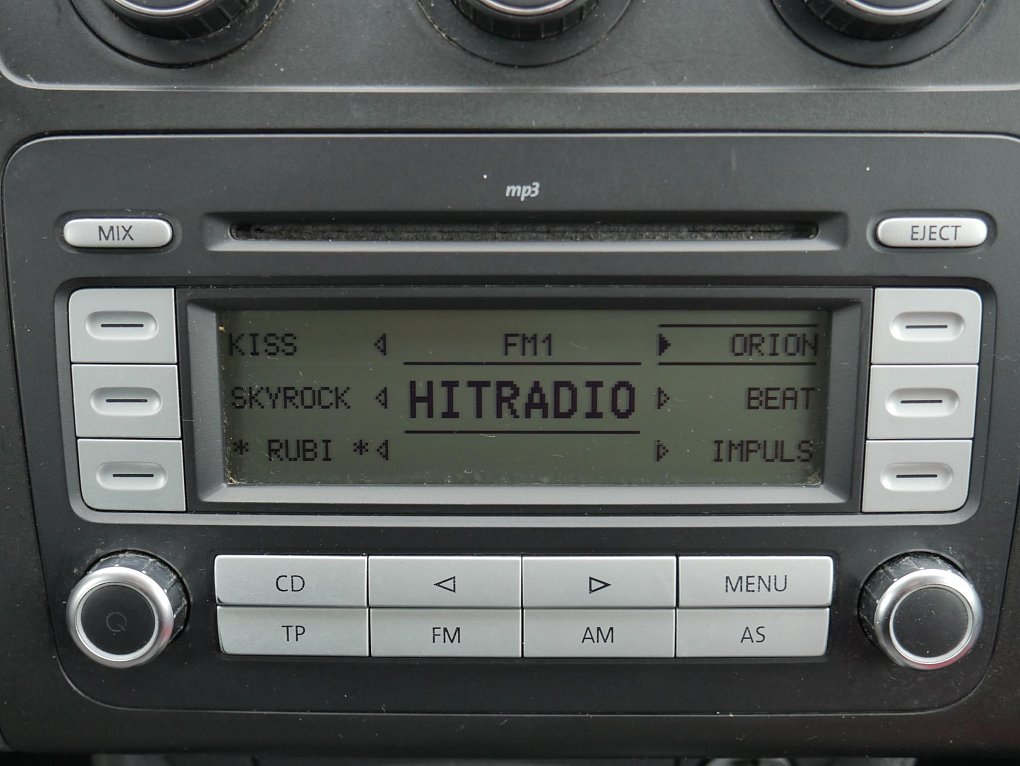 mp3
MIX
EJECT
KISS FM1 ORION
SKYROCK HITRADIO BEAT
* RUBI * IMPULS
CD MENU
TP FM AM AS